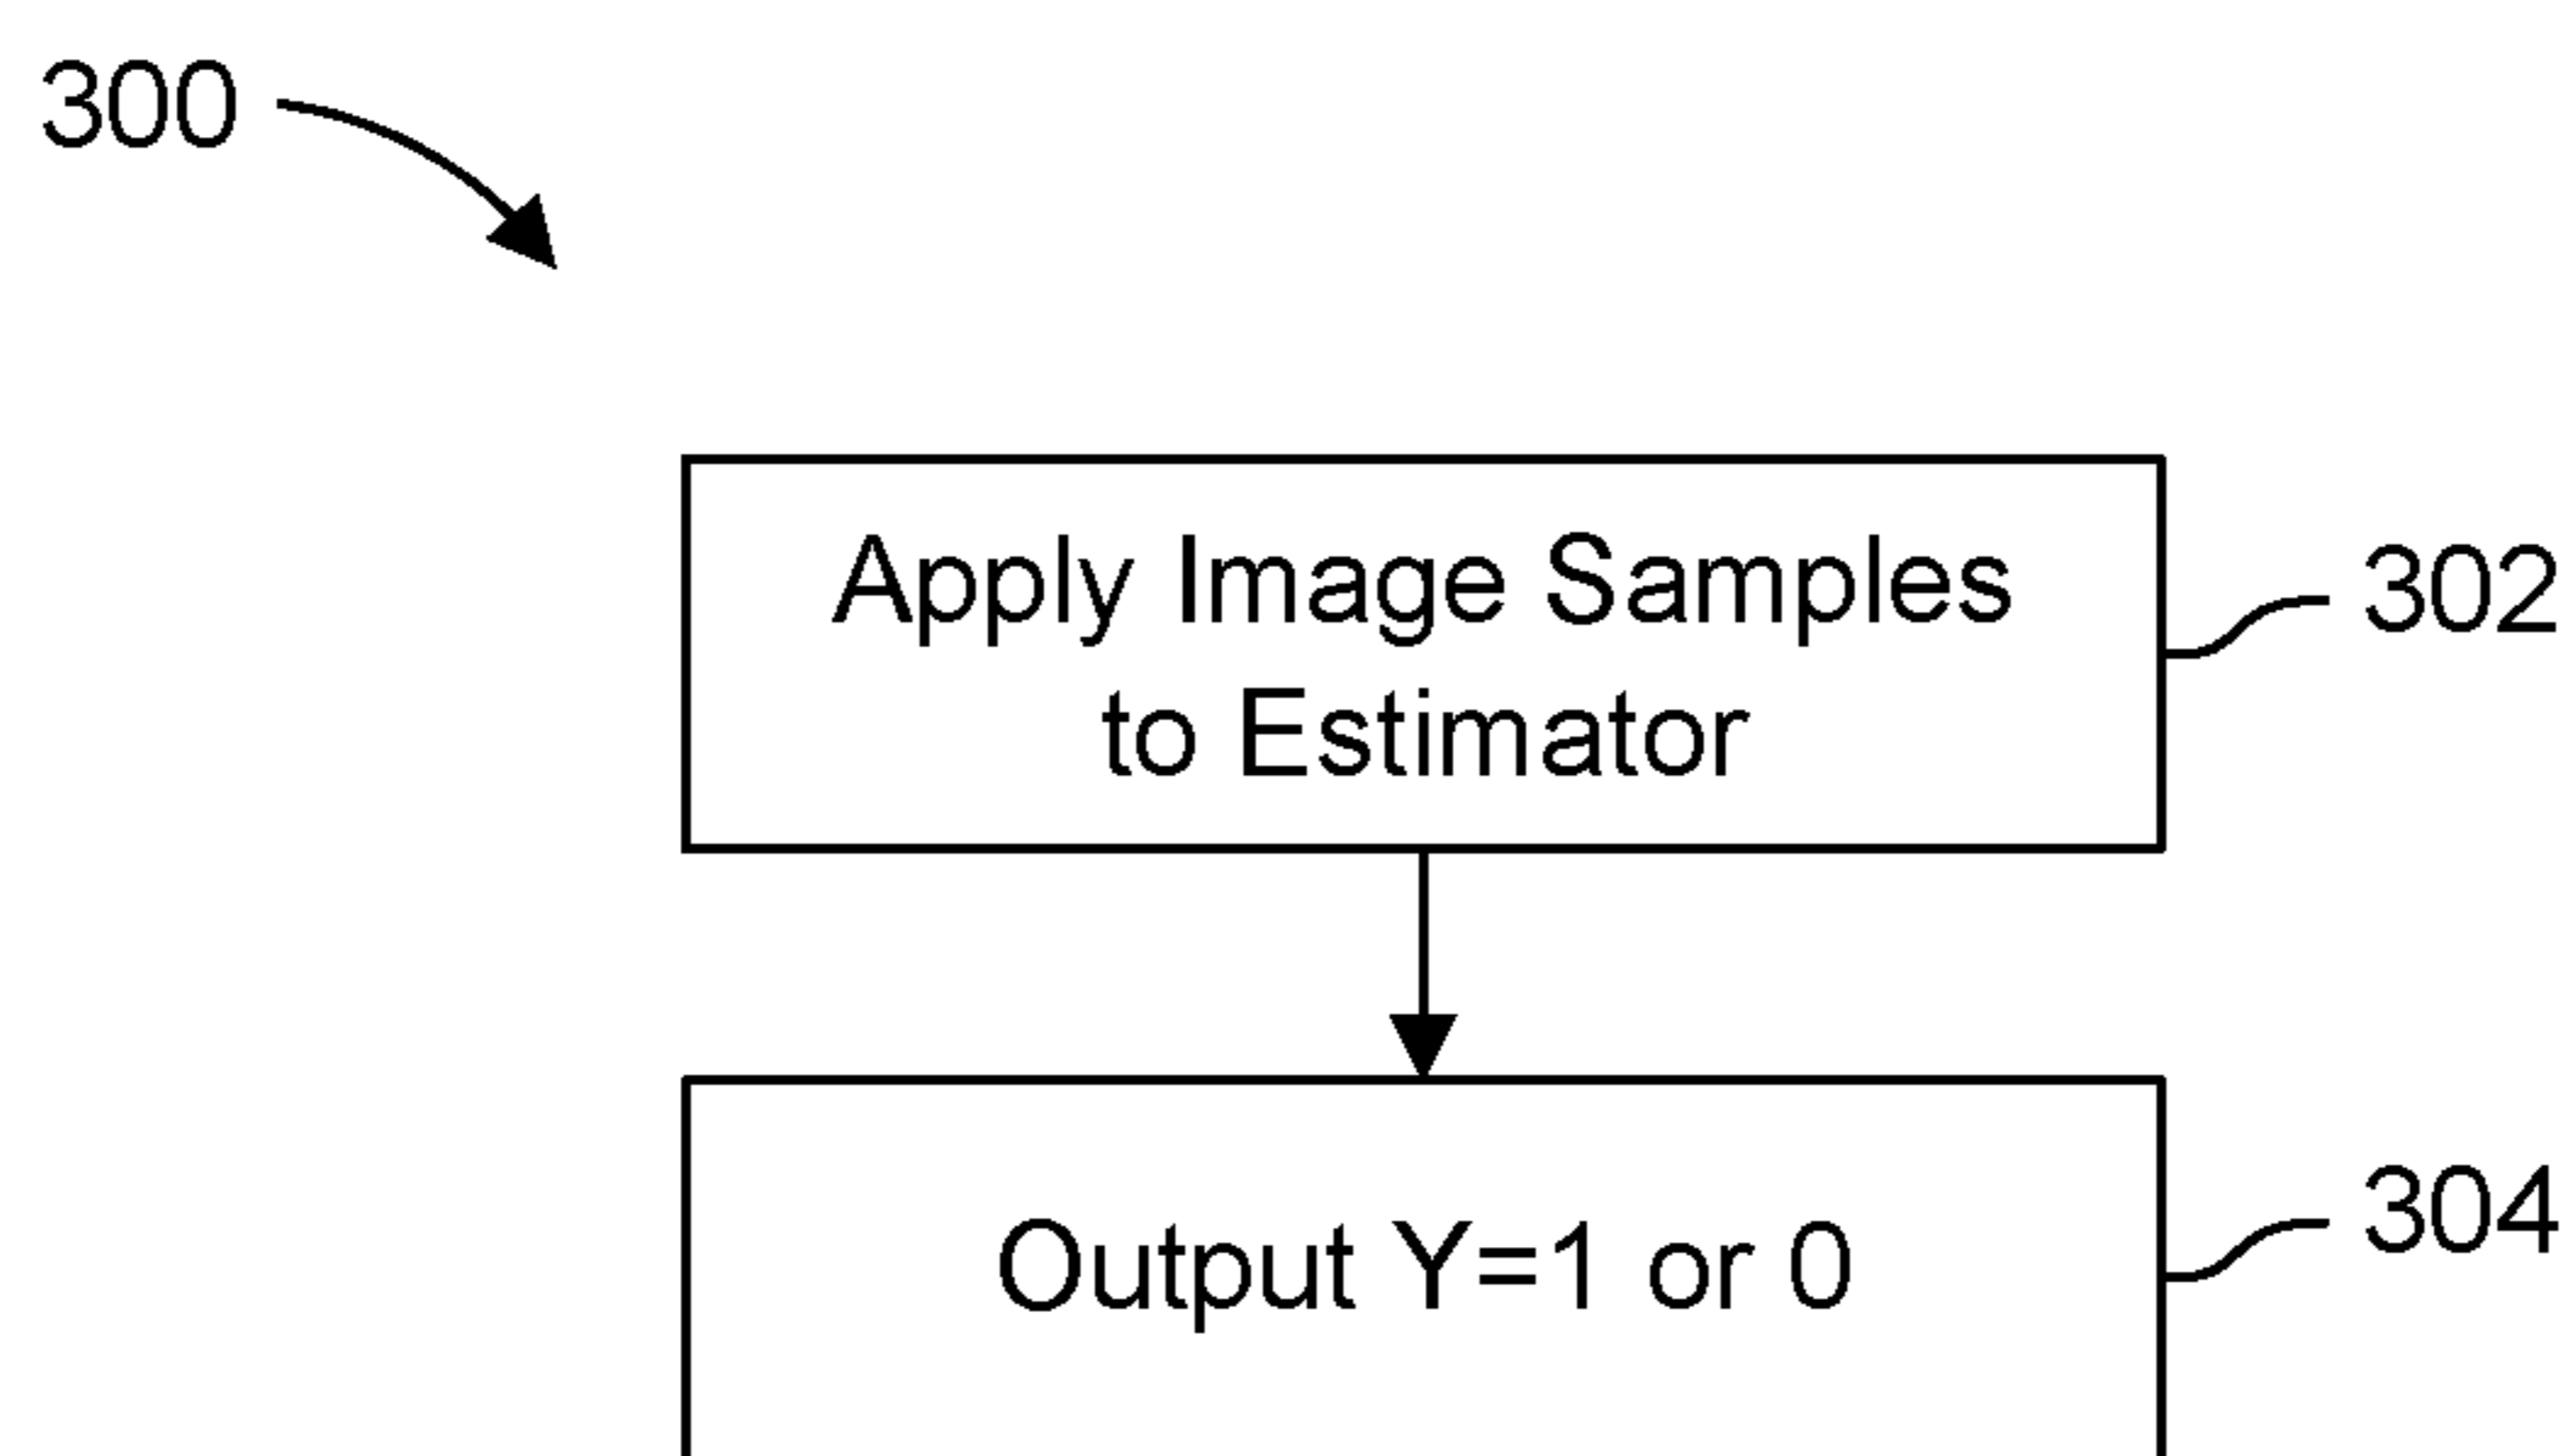 300
Apply Image Samples
to Estimator
302
Output Y=1 or 0
304